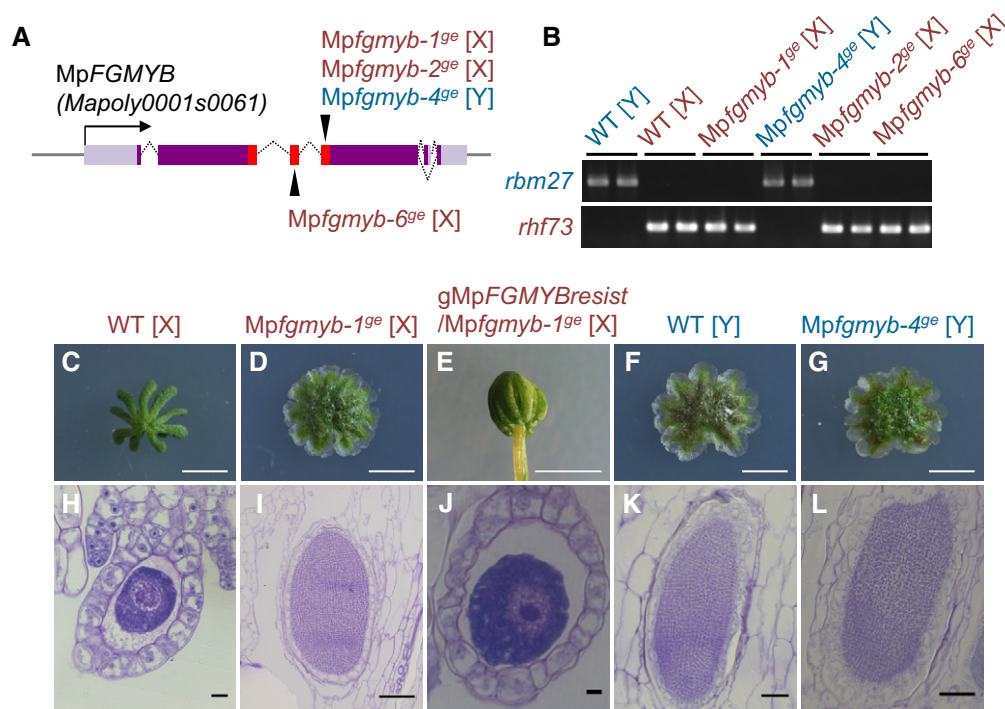 A
MpFGMYB
(Mapoly0001s0061)
Mpfgmyb-1ge [X]
Mpfgmyb-2ge [X]
Mpfgmyb-4ge [Y]
Mpfgmyb-6ge [X]
B
WT [Y]
WT [X]
Mpfgmyb-1ge [X]
Mpfgmyb-4ge [Y]
Mpfgmyb-2ge [X]
Mpfgmyb-6ge [X]
rbm27
rhf73
WT [X]
Mpfgmyb-1ge [X]
gMpFGMYBresist
/Mpfgmyb-1ge [X]
WT [Y]
Mpfgmyb-4ge [Y]
C
D
E
F
G
H
I
J
K
L